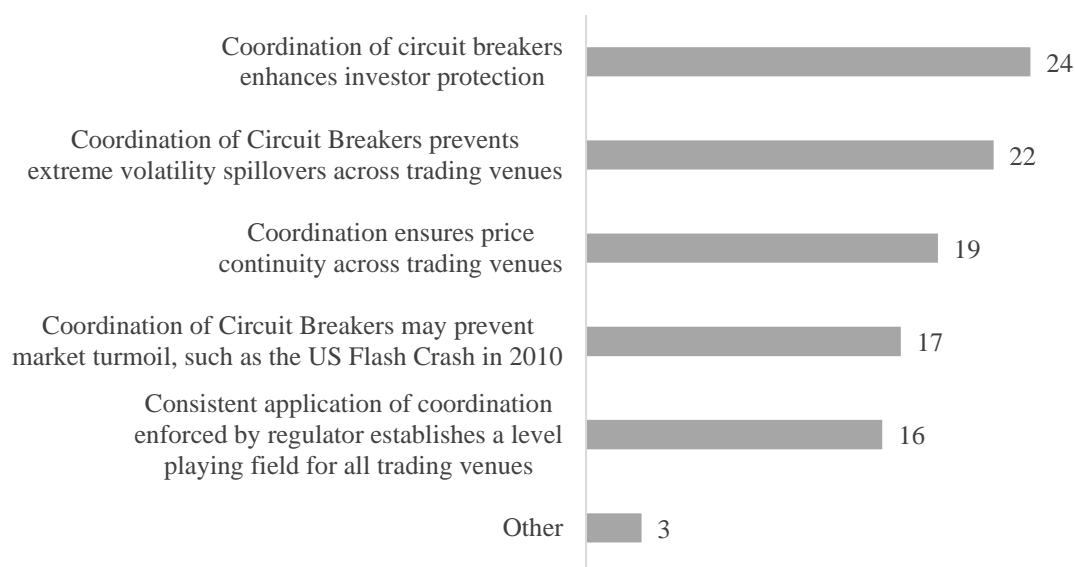 Coordination of circuit breakers
enhances investor protection
24
Coordination of Circuit Breakers prevents
extreme volatility spillovers across trading venues
22
Coordination ensures price
continuity across trading venues
19
Coordination of Circuit Breakers may prevent
market turmoil, such as the US Flash Crash in 2010
17
Consistent application of coordination
enforced by regulator establishes a level
playing field for all trading venues
16
Other
3